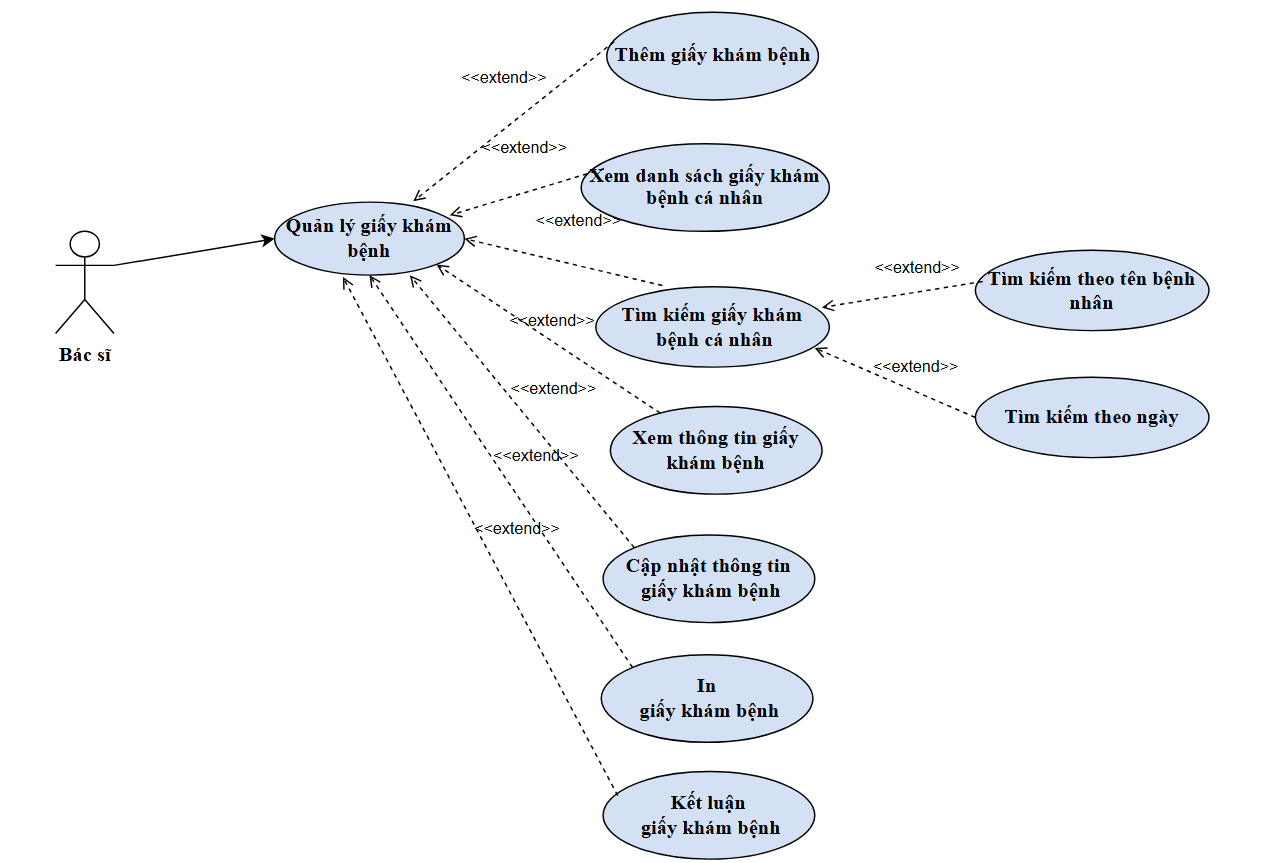 Thêm giấy khám bệnh
<<extend>>
<<extend>>
Xem danh sách giấy khám
bệnh cá nhân
<<extend>>
Quản lý giấy khám
bệnh
<<extend>>
Tìm kiếm theo tên bệnh
nhân
Tìm kiếm giấy khám
bệnh cá nhân
<<extend>>
Bác sĩ
<<extend>>
<<extend>>
Tìm kiếm theo ngày
Xem thông tin giấy
khám bệnh
<<extend>>
<<extend>>
Cập nhật thông tin
giấy khám bệnh
In
giấy khám bệnh
Kết luận
giấy khám bệnh